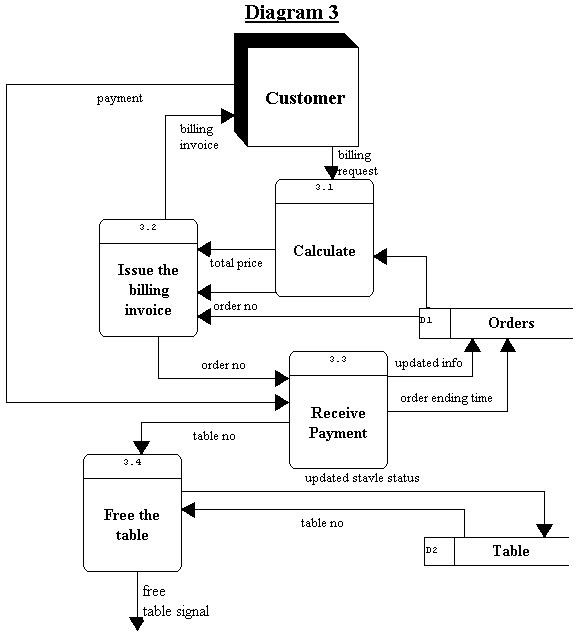 Diagram 3
Customer
payment
billing
invoice
billing
request
3.1
Calculate
3.2
Issue the
billing
invoice
total price
order no
D1
Orders
order no
3.3
Receive
Payment
updated info
order ending time
table no
3.4
Free the
table
updated stavle status
table no
D2
Table
free
table signal